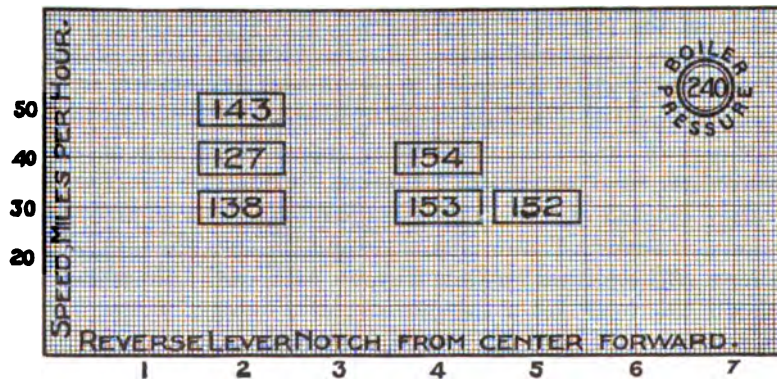 BOILER
240
PRESSURE
SPEED, MILES PER HOUR.
50
143
40
127
154
30
138
153
152
20
REVERSE LEVER NOTCH FROM CENTER FORWARD.
1 2 3 4 5 6 7